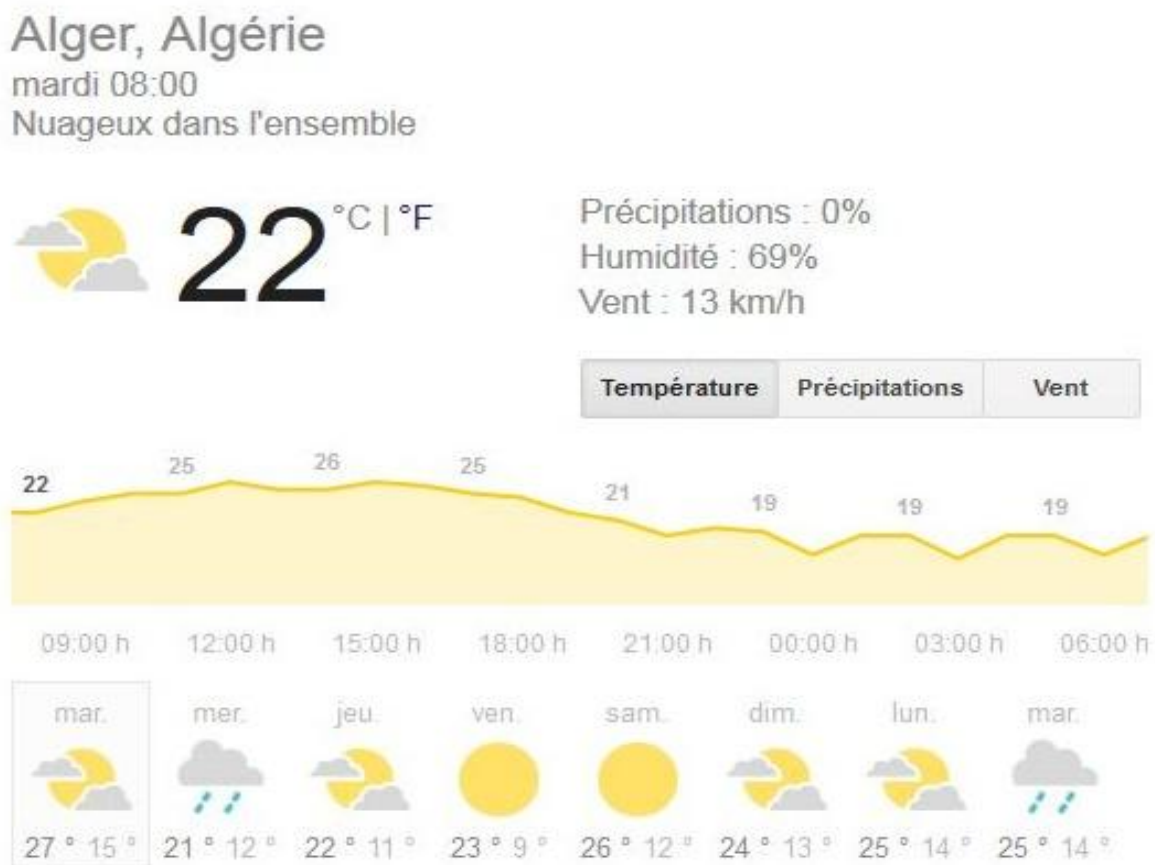 Alger, Algérie
mardi 08:00
Nuageux dans l'ensemble
22 °C | °F
Précipitations : 0%
Humidité : 69%
Vent : 13 km/h
Température Précipitations Vent
22 25 26 25 21 19 19 19
09:00 h 12:00 h 15:00 h 18:00 h 21:00 h 00:00 h 03:00 h 06:00 h
mar. mer. jeu. ven. sam. dim. lun. mar.
27 ° 15 ° 21 ° 12 ° 22 ° 11 ° 23 ° 9 ° 26 ° 12 ° 24 ° 13 ° 25 ° 14 ° 25 ° 14 °